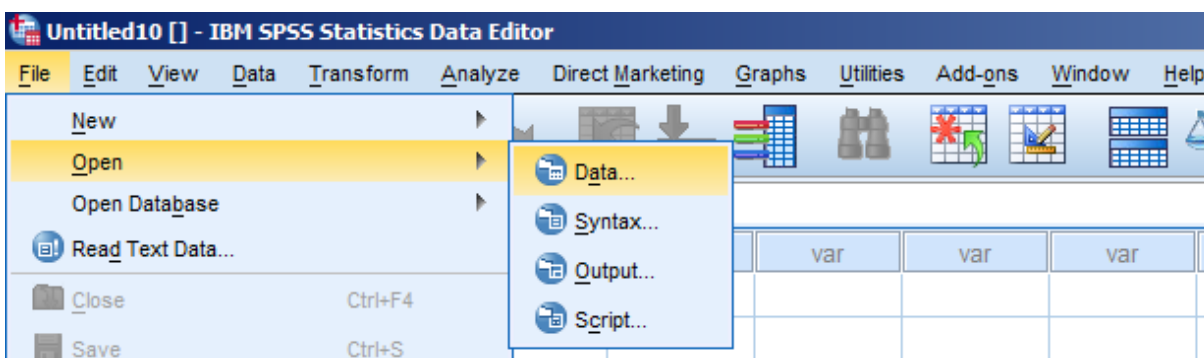 Untitled10 [] - IBM SPSS Statistics Data Editor
File Edit View Data Transform Analyze Direct Marketing Graphs Utilities Add-ons Window Help
New
Open
Data...
Open Database
Syntax...
Read Text Data...
var var var
Output...
Close Ctrl+F4
Script...
Save Ctrl+S